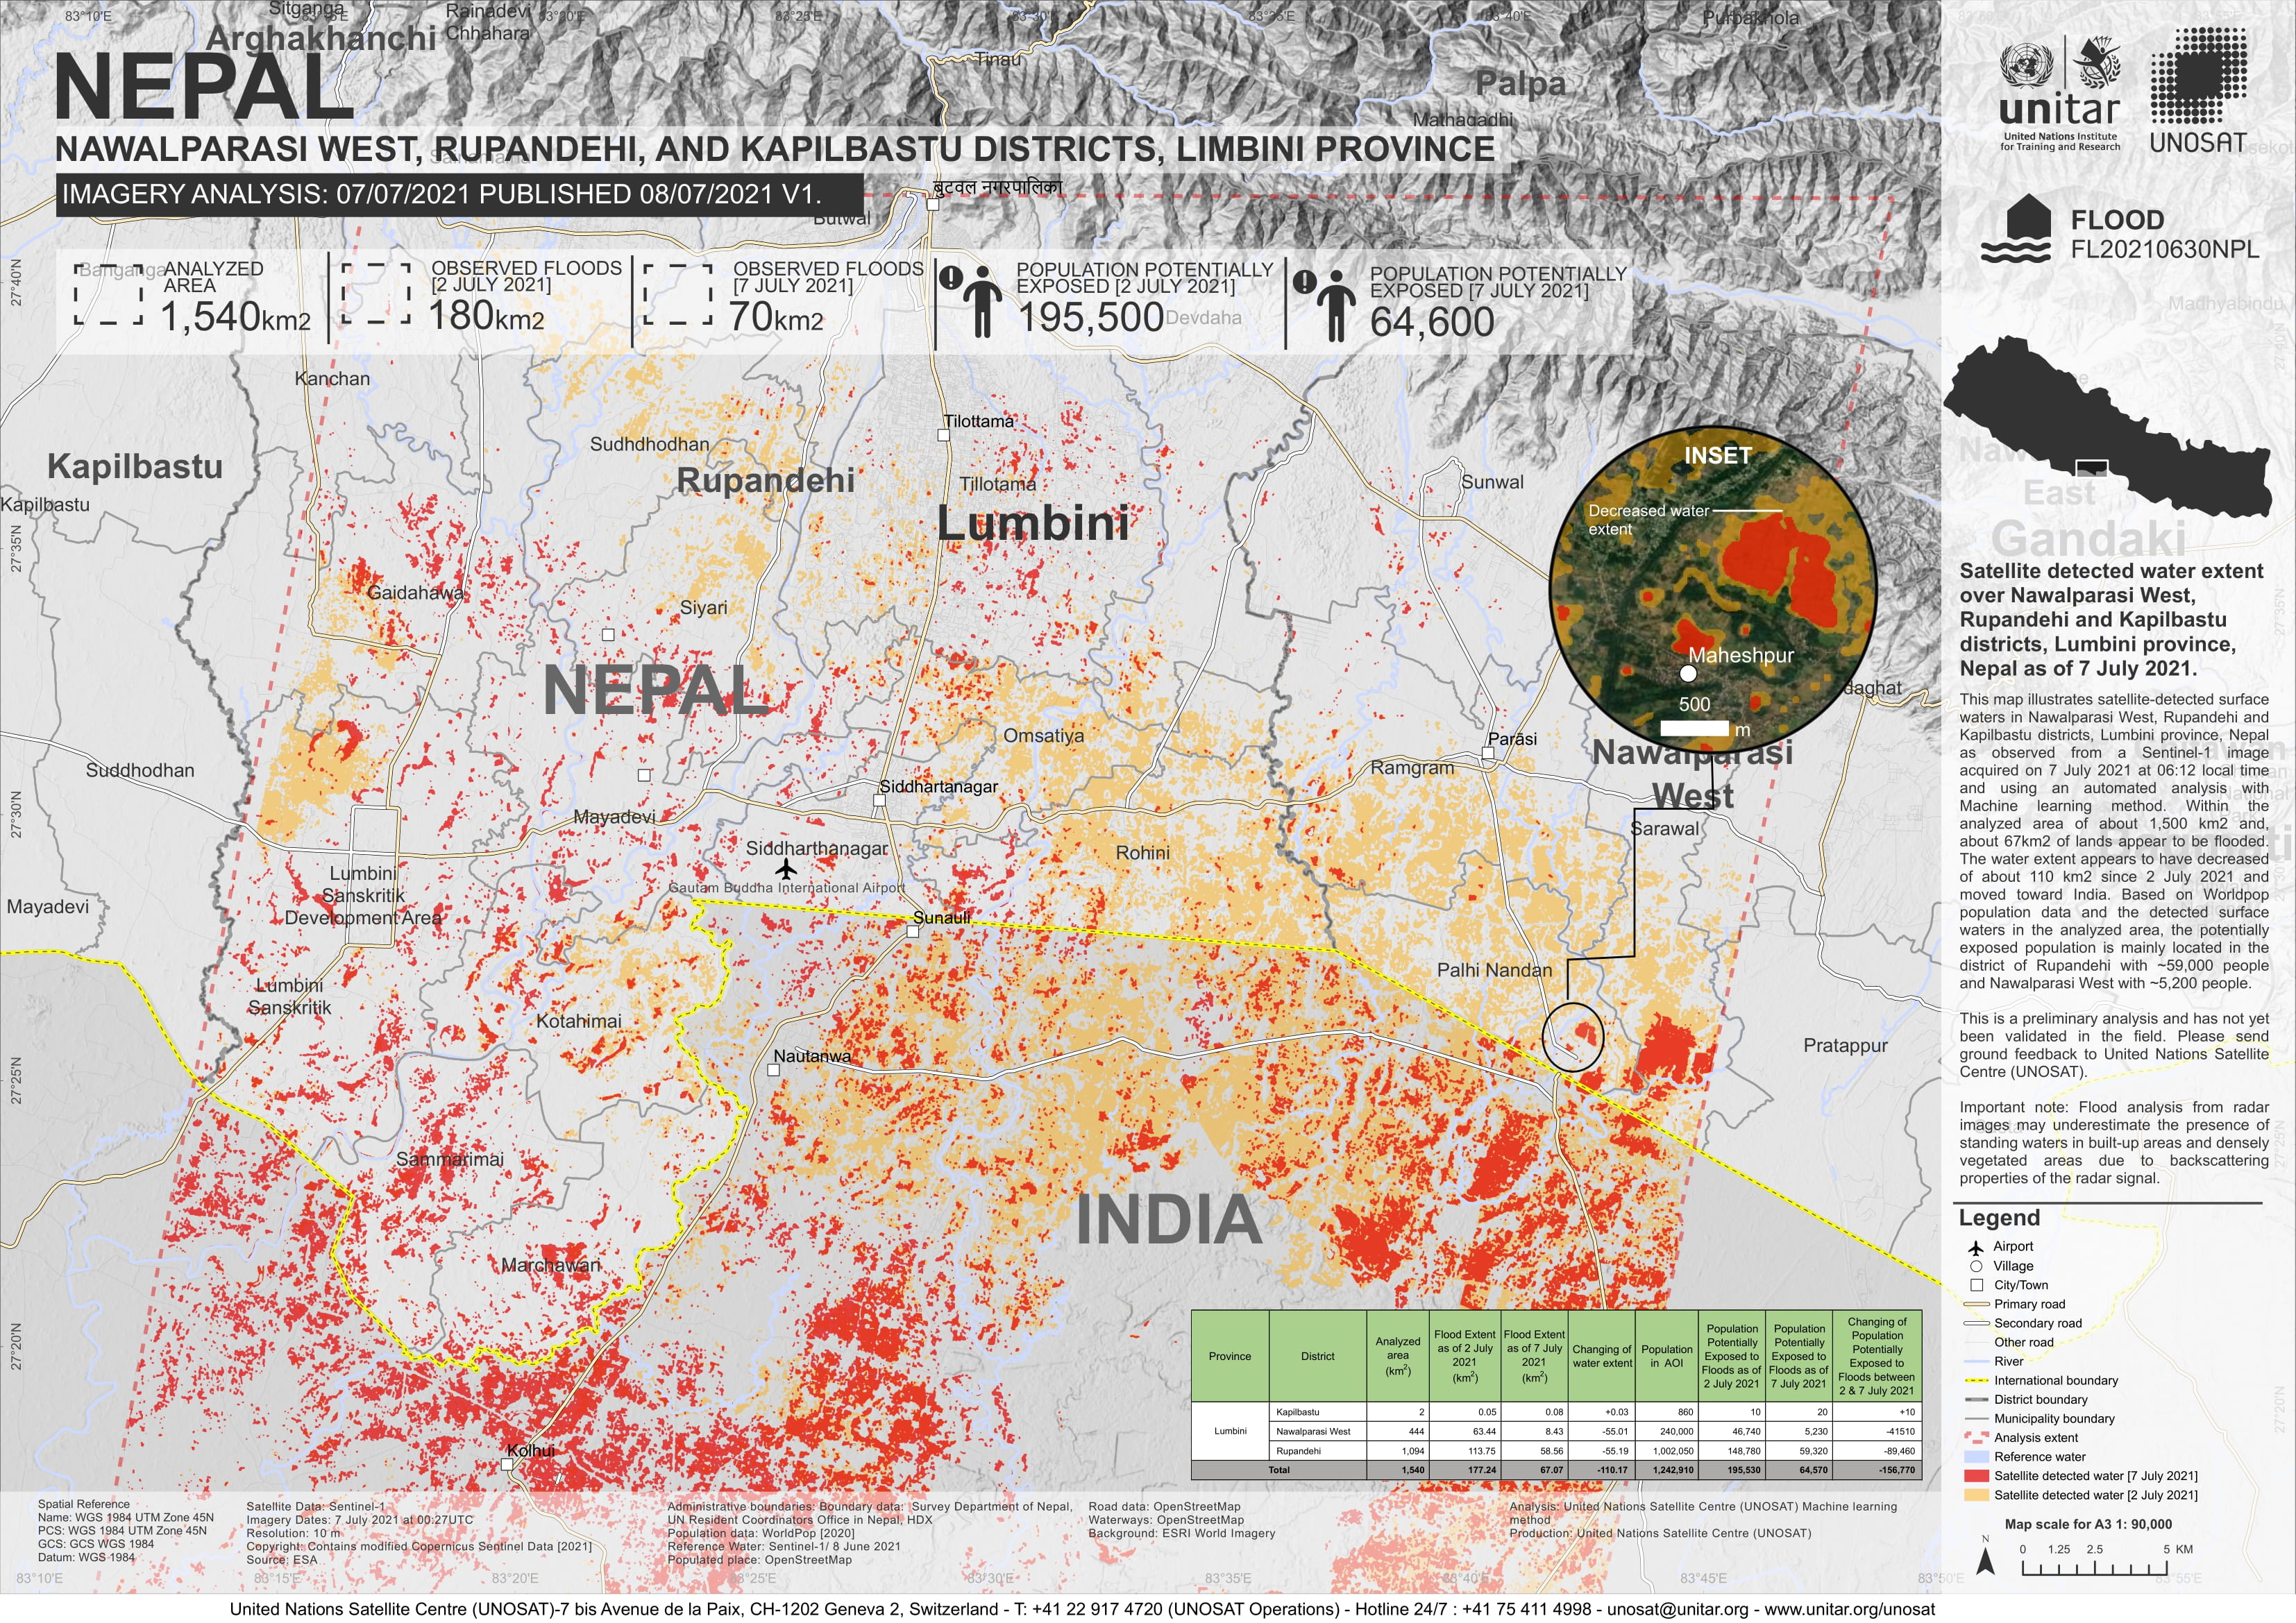 83°10'E
83°20'E
83°25'E
83°30'E
83°35'E
83°40'E
Sitganga
Rainadevi
Chhahara
Purbakhola
Arghakhanchi
Tinau
Palpa
Mathagadhi
NEPAL
NAWALPARASI WEST, RUPANDEHI, AND KAPILBASTU DISTRICTS, LIMBINI PROVINCE
IMAGERY ANALYSIS: 07/07/2021 PUBLISHED 08/07/2021 V1.
बुटवल नगरपालिका
Butwal
Banganga
ANALYZED
AREA
1,540km2
OBSERVED FLOODS
[2 JULY 2021]
180km2
OBSERVED FLOODS
[7 JULY 2021]
70km2
POPULATION POTENTIALLY
EXPOSED [2 JULY 2021]
195,500
Devdaha
POPULATION POTENTIALLY
EXPOSED [7 JULY 2021]
64,600
27°40'N
27°35'N
27°30'N
27°25'N
27°20'N
Kanchan
Kapilbastu
Kapilbastu
Sudhdhodhan
Tilottama
Rupandehi
Tillotama
Lumbini
Sunwal
Gaidahawa
Siyari
NEPAL
Omsatiya
Suddhodhan
Siddhartanagar
Ramgram
Parāsi
Nawalparasi
West
Sarawal
Mayadevi
Siddharthanagar
Gautam Buddha International Airport
Rohini
Lumbini
Sanskritik
Development Area
Mayadevi
Sunauli
Palhi Nandan
Lumbini
Sanskritik
Kotahimai
Nautanwa
Pratappur
Sammarimai
INDIA
Marchawari
Kolhui
INSET
Decreased water
extent
Maheshpur
500
m
daghat
Province District Analyzed area (km2) Flood Extent as of 2 July 2021 (km2) Flood Extent as of 7 July 2021 (km2) Changing of water extent Population in AOI Population Potentially Exposed to Floods as of 2 July 2021 Population Potentially Exposed to Floods as of 7 July 2021 Changing of Population Potentially Exposed to Floods between 2 & 7 July 2021
Lumbini
Kapilbastu 2 0.05 0.08 +0.03 860 10 20 +10
Nawalparasi West 444 63.44 8.43 -55.01 240,000 46,740 5,230 -41510
Rupandehi 1,094 113.75 58.56 -55.19 1,002,050 148,780 59,320 -89,460
Total 1,540 177.24 67.07 -110.17 1,242,910 195,530 64,570 -156,770
Spatial Reference
Name: WGS 1984 UTM Zone 45N
PCS: WGS 1984 UTM Zone 45N
GCS: GCS WGS 1984
Datum: WGS 1984
Satellite Data: Sentinel-1
Imagery Dates: 7 July 2021 at 00:27UTC
Resolution: 10 m
Copyright: Contains modified Copernicus Sentinel Data [2021]
Source: ESA
Administrative boundaries: Boundary data: Survey Department of Nepal,
UN Resident Coordinators Office in Nepal, HDX
Population data: WorldPop [2020]
Reference Water: Sentinel-1/ 8 June 2021
Populated place: OpenStreetMap
Road data: OpenStreetMap
Waterways: OpenStreetMap
Background: ESRI World Imagery
Analysis: United Nations Satellite Centre (UNOSAT) Machine learning
method
Production: United Nations Satellite Centre (UNOSAT)
83°10'E
83°15'E
83°20'E
83°25'E
83°30'E
83°35'E
83°40'E
83°45'E
83°50'E
83°55'E
unitar
United Nations Institute
for Training and Research
UNOSAT
FLOOD
FL20210630NPL
Madhyabindu
East
Gandaki
Satellite detected water extent
over Nawalparasi West,
Rupandehi and Kapilbastu
districts, Lumbini province,
Nepal as of 7 July 2021.
This map illustrates satellite-detected surface
waters in Nawalparasi West, Rupandehi and
Kapilbastu districts, Lumbini province, Nepal
as observed from a Sentinel-1 image
acquired on 7 July 2021 at 06:12 local time
and using an automated analysis with
Machine learning method. Within the
analyzed area of about 1,500 km2 and,
about 67km2 of lands appear to be flooded.
The water extent appears to have decreased
of about 110 km2 since 2 July 2021 and
moved toward India. Based on Worldpop
population data and the detected surface
waters in the analyzed area, the potentially
exposed population is mainly located in the
district of Rupandehi with ~59,000 people
and Nawalparasi West with ~5,200 people.
This is a preliminary analysis and has not yet
been validated in the field. Please send
ground feedback to United Nations Satellite
Centre (UNOSAT).
Important note: Flood analysis from radar
images may underestimate the presence of
standing waters in built-up areas and densely
vegetated areas due to backscattering
properties of the radar signal.
Legend
Airport
Village
City/Town
Primary road
Secondary road
Other road
River
International boundary
District boundary
Municipality boundary
Analysis extent
Reference water
Satellite detected water [7 July 2021]
Satellite detected water [2 July 2021]
Map scale for A3 1: 90,000
N
0 1.25 2.5 5 KM
United Nations Satellite Centre (UNOSAT)-7 bis Avenue de la Paix, CH-1202 Geneva 2, Switzerland - T: +41 22 917 4720 (UNOSAT Operations) - Hotline 24/7 : +41 75 411 4998 - unosat@unitar.org - www.unitar.org/unosat